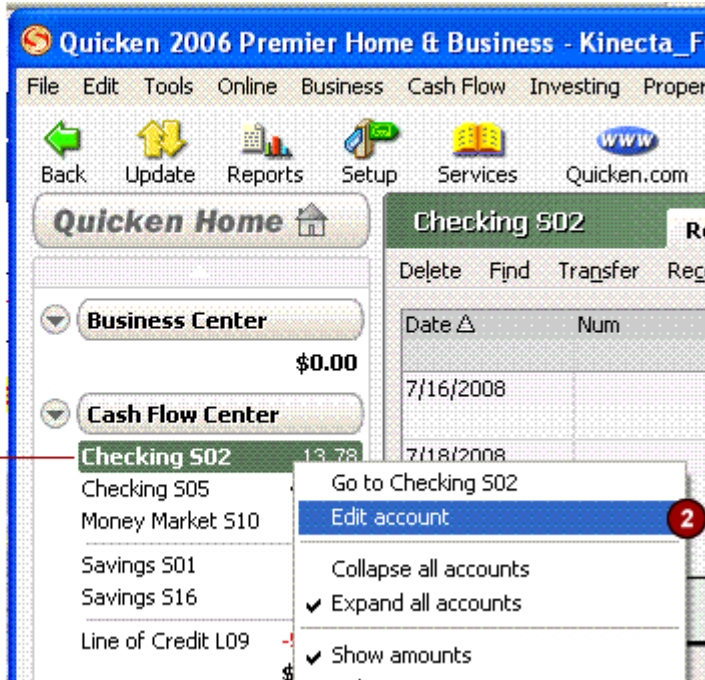 Quicken 2006 Premier Home & Business - Kinecta_F
File Edit Tools Online Business Cash Flow Investing Proper
Back Update Reports Setup Services www Quicken.com
Quicken Home
Checking S02
Delete Find Transfer
Business Center
Date Num
$0.00
7/16/2008
Cash Flow Center
Checking S02 13.78
7/18/2008
Checking S05
Money Market S10
Savings S01
Savings S16
Line of Credit L09
$
Go to Checking S02
Edit account
2
Collapse all accounts
Expand all accounts
Show amounts